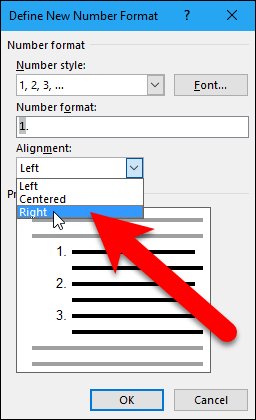 Define New Number Format ? ×
Number format
Number style:
1, 2, 3, ... Font...
Number format:
1.
Alignment:
Left
Left
Centered
Right
1.
2.
3.
OK Cancel